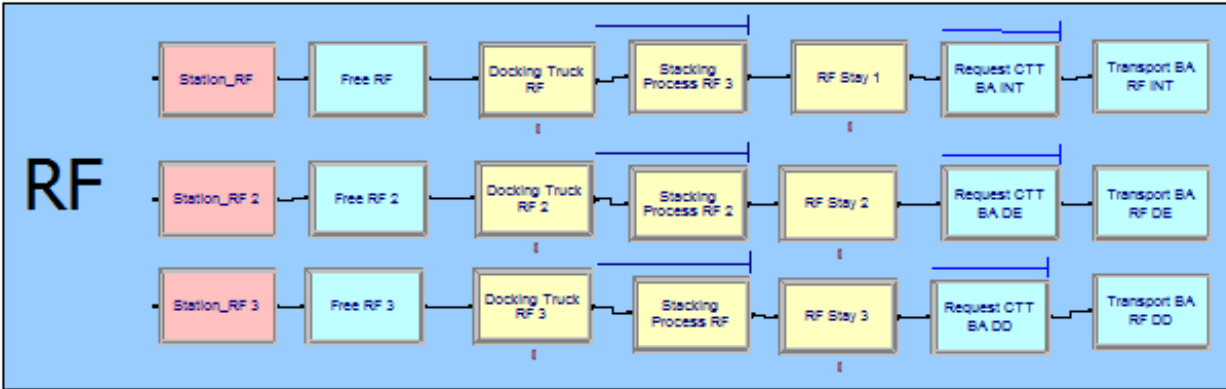 Station_RF
Free RF
Docking Truck
RF
Stacking
Process RF 3
RF Stay 1
Request CTT
BA INT
Transport BA
RF INT
RF
Station_RF 2
Free RF 2
Docking Truck
RF 2
Stacking
Process RF 2
RF Stay 2
Request CTT
BA DE
Transport BA
RF DE
Station_RF 3
Free RF 3
Docking Truck
RF 3
Stacking
Process RF
RF Stay 3
Request CTT
BA DD
Transport BA
RF DD